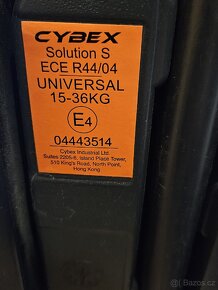 CYBEX
Solution S
ECE R44/04
UNIVERSAL
15-36KG
E4
04443514
Cybex Industrial Ltd.
Suites 2205-8, Island Place Tower,
510 King's Road, North Point,
Hong Kong
Bazos.cz